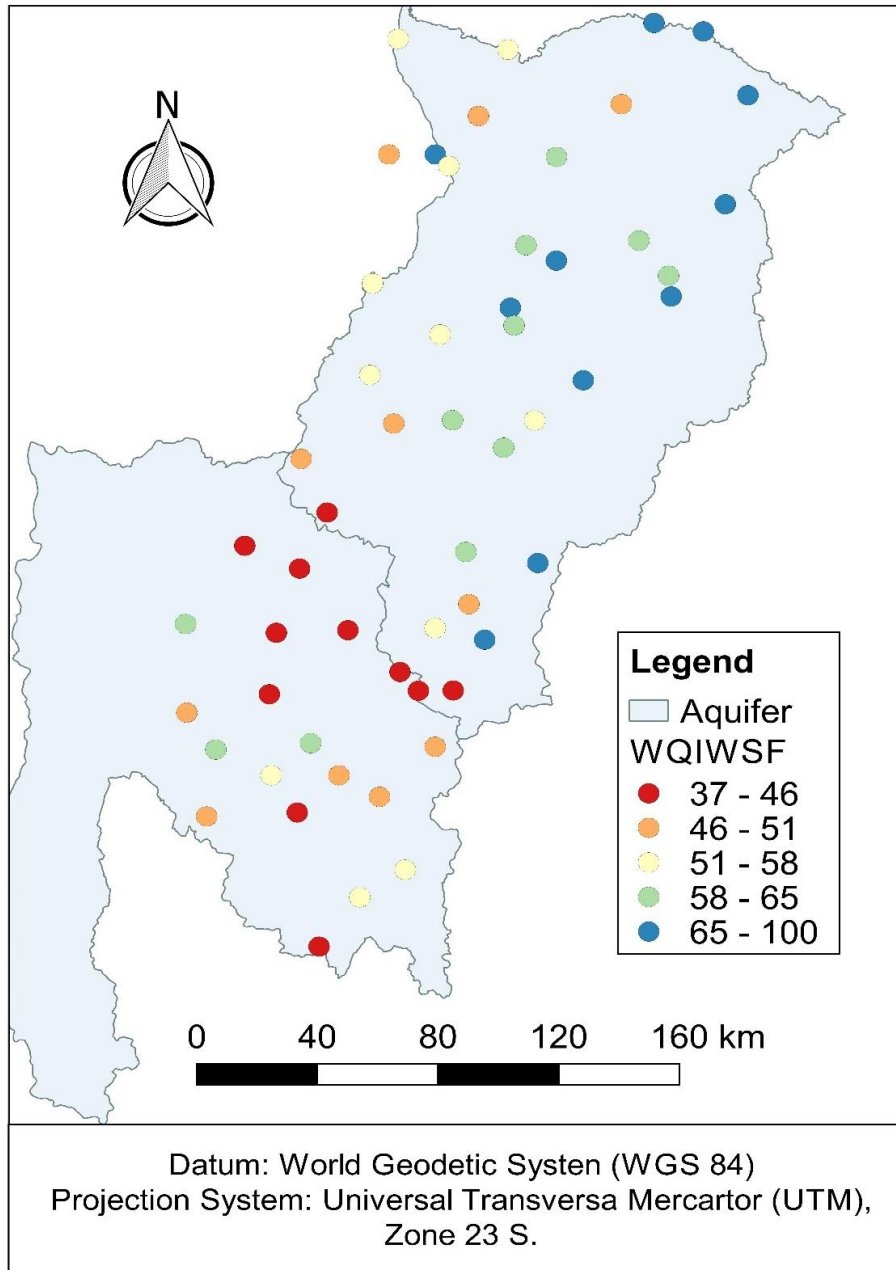 N
Legend
Aquifer
WQIWSF
37 - 46
46 - 51
51 - 58
58 - 65
65 - 100
0 40 80 120 160 km
Datum: World Geodetic Systen (WGS 84)
Projection System: Universal Transversa Mercartor (UTM),
Zone 23 S.